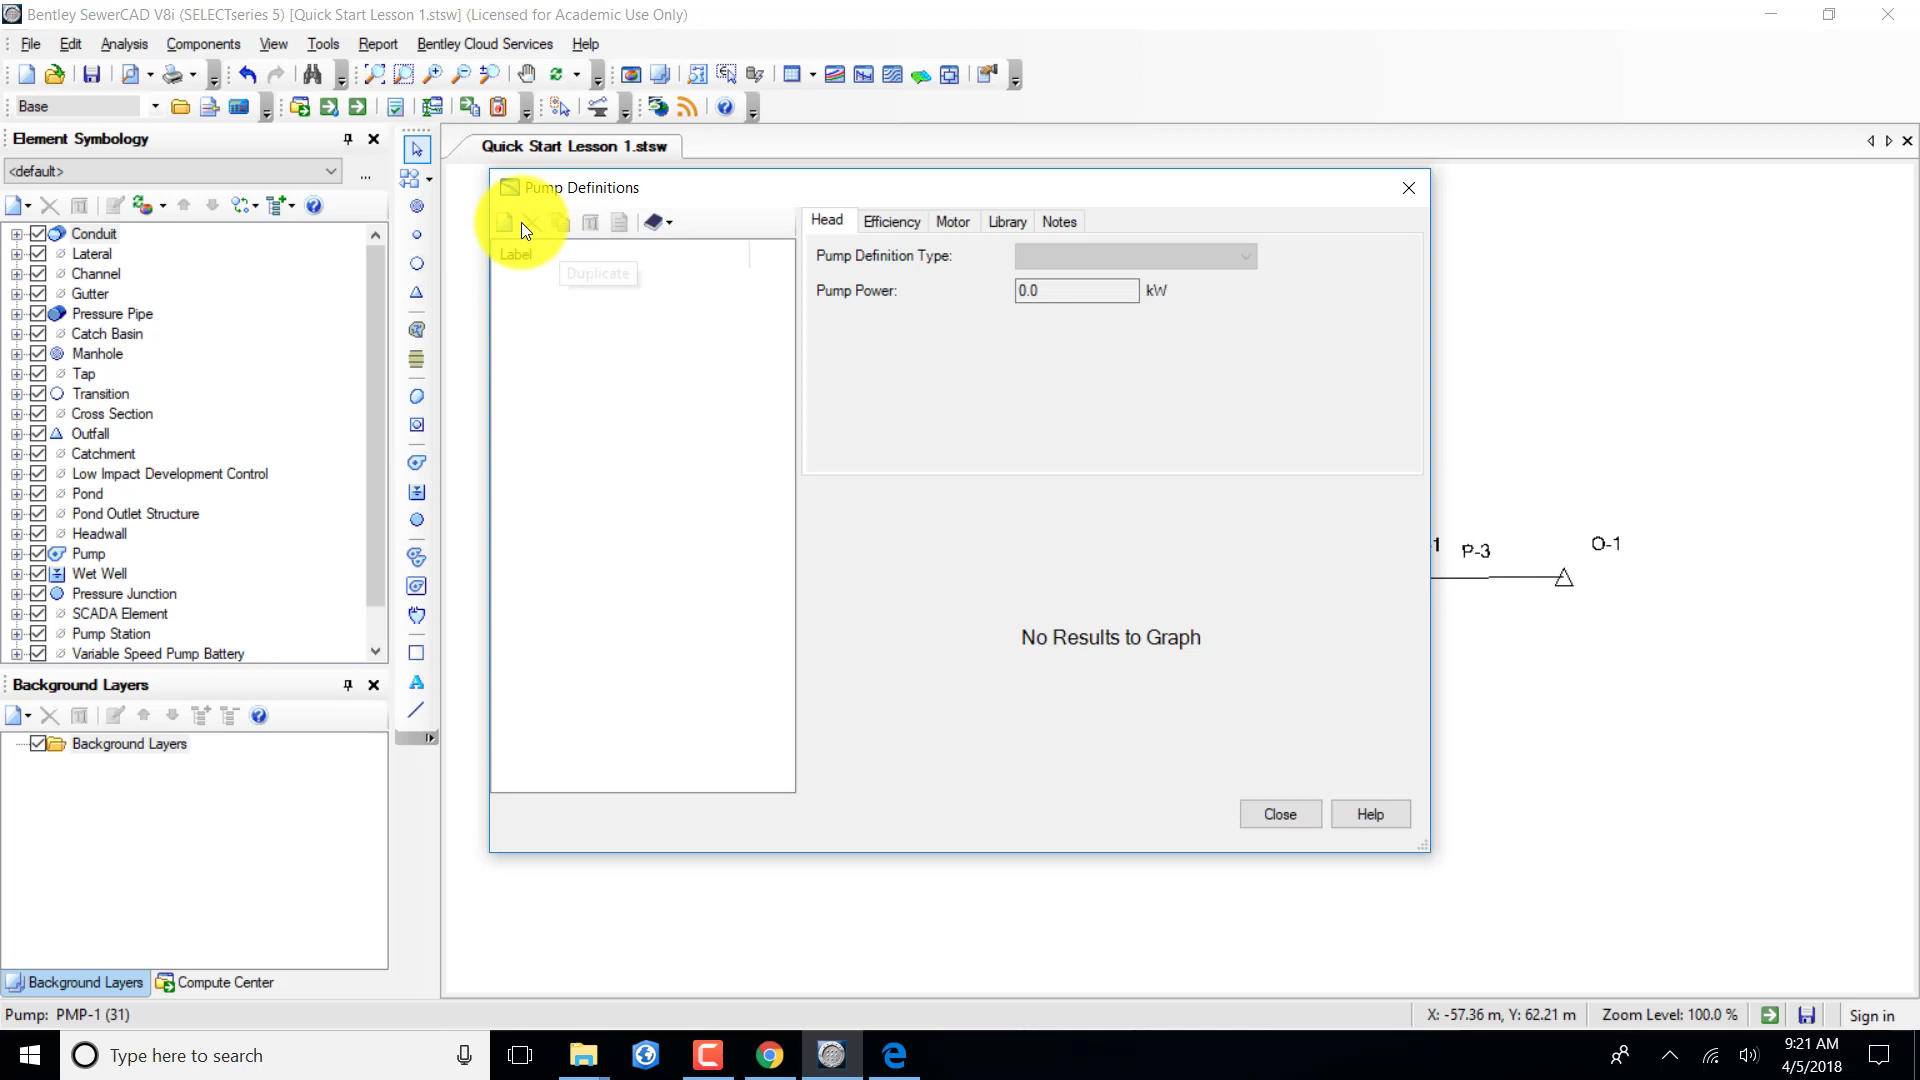 Bentley SewerCAD V8i (SELECTseries 5) [Quick Start Lesson 1.stsw] (Licensed for Academic Use Only)
File Edit Analysis Components View Tools Report Bentley Cloud Services Help
Base
Element Symbology
Quick Start Lesson 1.stsw
<default>
...
Conduit
Lateral
Channel
Gutter
Pressure Pipe
Catch Basin
Manhole
Tap
Transition
Cross Section
Outfall
Catchment
Low Impact Development Control
Pond
Pond Outlet Structure
Headwall
Pump
Wet Well
Pressure Junction
SCADA Element
Pump Station
Variable Speed Pump Battery
Background Layers
Background Layers
Background Layers Compute Center
Pump Definitions
Label
Duplicate
Head Efficiency Motor Library Notes
Pump Definition Type:
Pump Power: 0.0 kW
No Results to Graph
Close Help
-1 P-3 O-1
Pump: PMP-1 (31)
X: -57.36 m, Y: 62.21 m Zoom Level: 100.0 % Sign in
Type here to search
9:21 AM
4/5/2018